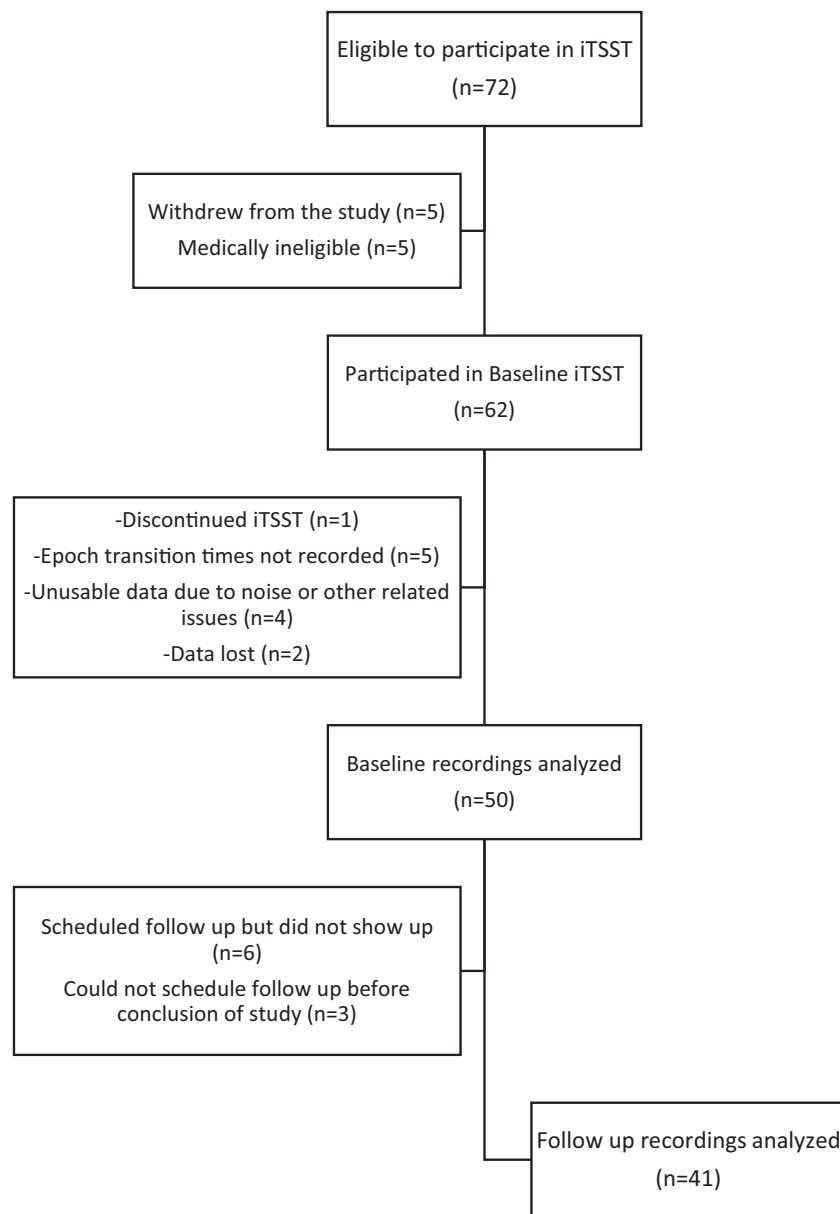 Eligible to participate in iTSST
(n=72)
Withdrew from the study (n=5)
Medically ineligible (n=5)
Participated in Baseline iTSST
(n=62)
-Discontinued iTSST (n=1)
-Epoch transition times not recorded (n=5)
-Unusable data due to noise or other related
issues (n=4)
-Data lost (n=2)
Baseline recordings analyzed
(n=50)
Scheduled follow up but did not show up
(n=6)
Could not schedule follow up before
conclusion of study (n=3)
Follow up recordings analyzed
(n=41)